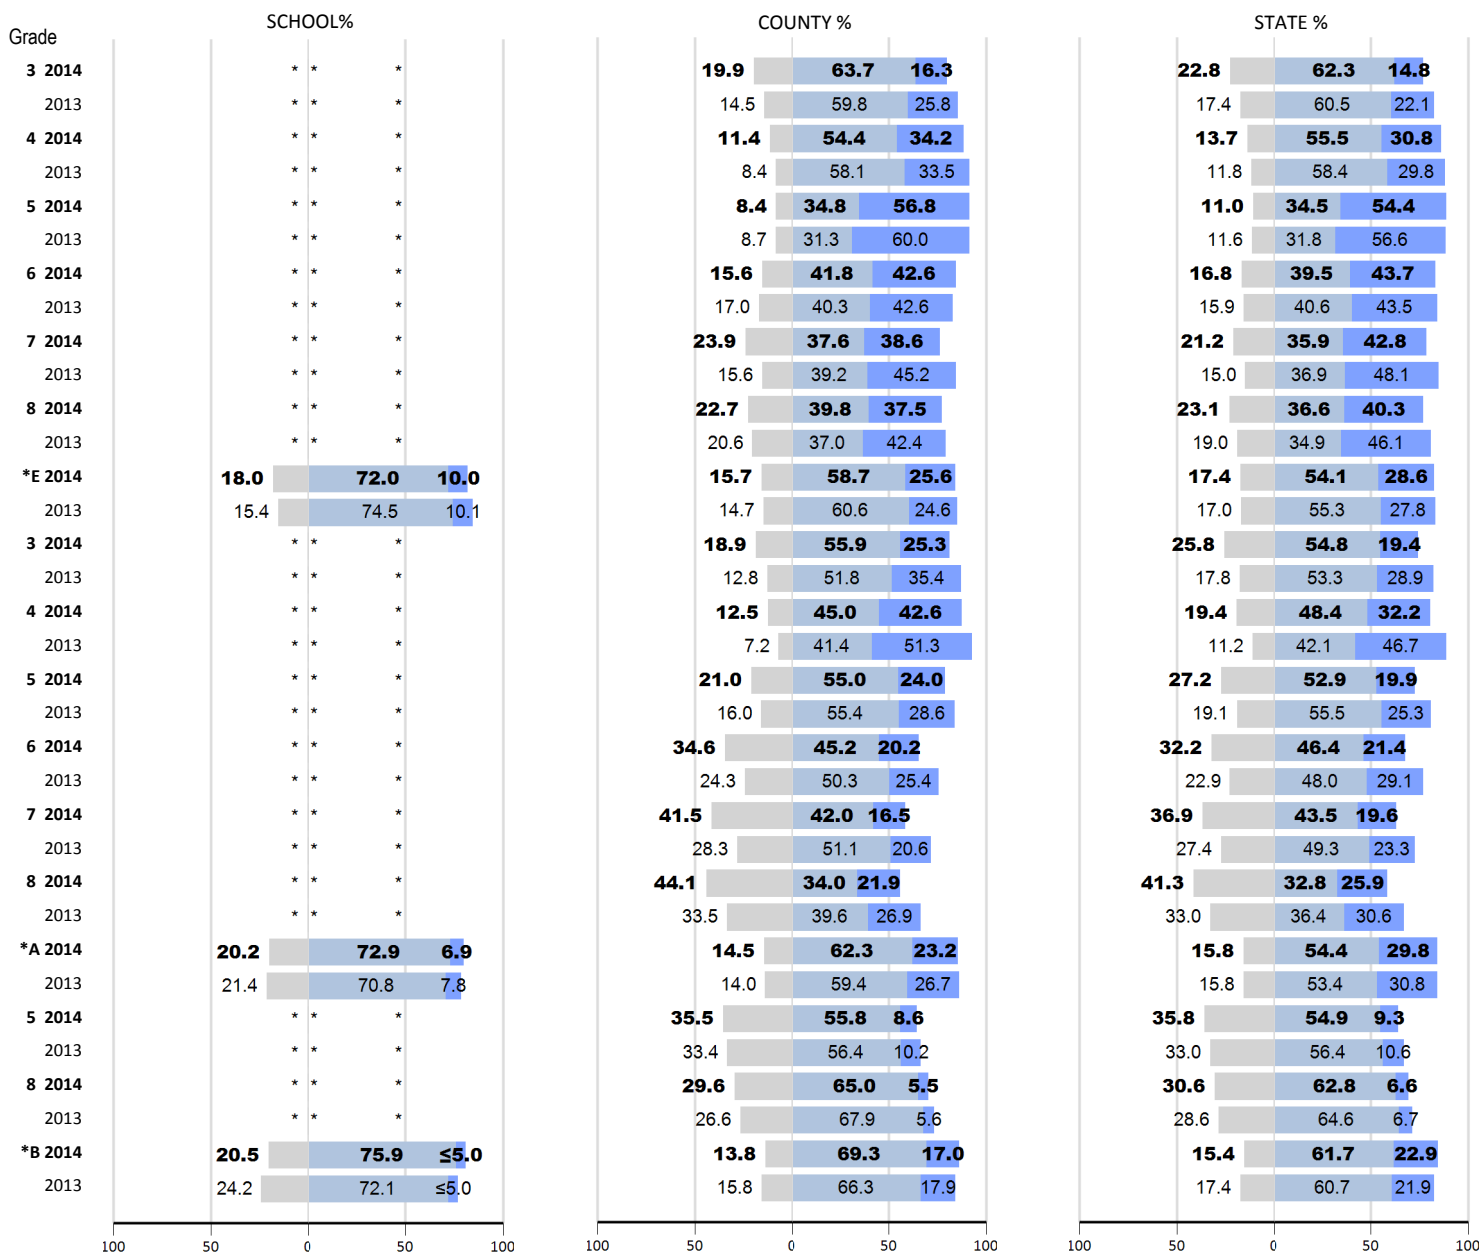 SCHOOL% COUNTY % STATE %
Grade
3 2014 * * * 19.9 63.7 16.3 22.8 62.3 14.8
2013 * * * 14.5 59.8 25.8 17.4 60.5 22.1
4 2014 * * * 11.4 54.4 34.2 13.7 55.5 30.8
2013 * * * 8.4 58.1 33.5 11.8 58.4 29.8
5 2014 * * * 8.4 34.8 56.8 11.0 34.5 54.4
2013 * * * 8.7 31.3 60.0 11.6 31.8 56.6
6 2014 * * * 15.6 41.8 42.6 16.8 39.5 43.7
2013 * * * 17.0 40.3 42.6 15.9 40.6 43.5
7 2014 * * * 23.9 37.6 38.6 21.2 35.9 42.8
2013 * * * 15.6 39.2 45.2 15.0 36.9 48.1
8 2014 * * * 22.7 39.8 37.5 23.1 36.6 40.3
2013 * * * 20.6 37.0 42.4 19.0 34.9 46.1
*E 2014 18.0 72.0 10.0 15.7 58.7 25.6 17.4 54.1 28.6
2013 15.4 74.5 10.1 14.7 60.6 24.6 17.0 55.3 27.8
3 2014 * * * 18.9 55.9 25.3 25.8 54.8 19.4
2013 * * * 12.8 51.8 35.4 17.8 53.3 28.9
4 2014 * * * 12.5 45.0 42.6 19.4 48.4 32.2
2013 * * * 7.2 41.4 51.3 11.2 42.1 46.7
5 2014 * * * 21.0 55.0 24.0 27.2 52.9 19.9
2013 * * * 16.0 55.4 28.6 19.1 55.5 25.3
6 2014 * * * 34.6 45.2 20.2 32.2 46.4 21.4
2013 * * * 24.3 50.3 25.4 22.9 48.0 29.1
7 2014 * * * 41.5 42.0 16.5 36.9 43.5 19.6
2013 * * * 28.3 51.1 20.6 27.4 49.3 23.3
8 2014 * * * 44.1 34.0 21.9 41.3 32.8 25.9
2013 * * * 33.5 39.6 26.9 33.0 36.4 30.6
*A 2014 20.2 72.9 6.9 14.5 62.3 23.2 15.8 54.4 29.8
2013 21.4 70.8 7.8 14.0 59.4 26.7 15.8 53.4 30.8
5 2014 * * * 35.5 55.8 8.6 35.8 54.9 9.3
2013 * * * 33.4 56.4 10.2 33.0 56.4 10.6
8 2014 * * * 29.6 65.0 5.5 30.6 62.8 6.6
2013 * * * 26.6 67.9 5.6 28.6 64.6 6.7
*B 2014 20.5 75.9 ≤5.0 13.8 69.3 17.0 15.4 61.7 22.9
2013 24.2 72.1 ≤5.0 15.8 66.3 17.9 17.4 60.7 21.9
100 50 0 50 100 100 50 0 50 100 100 50 0 50 100